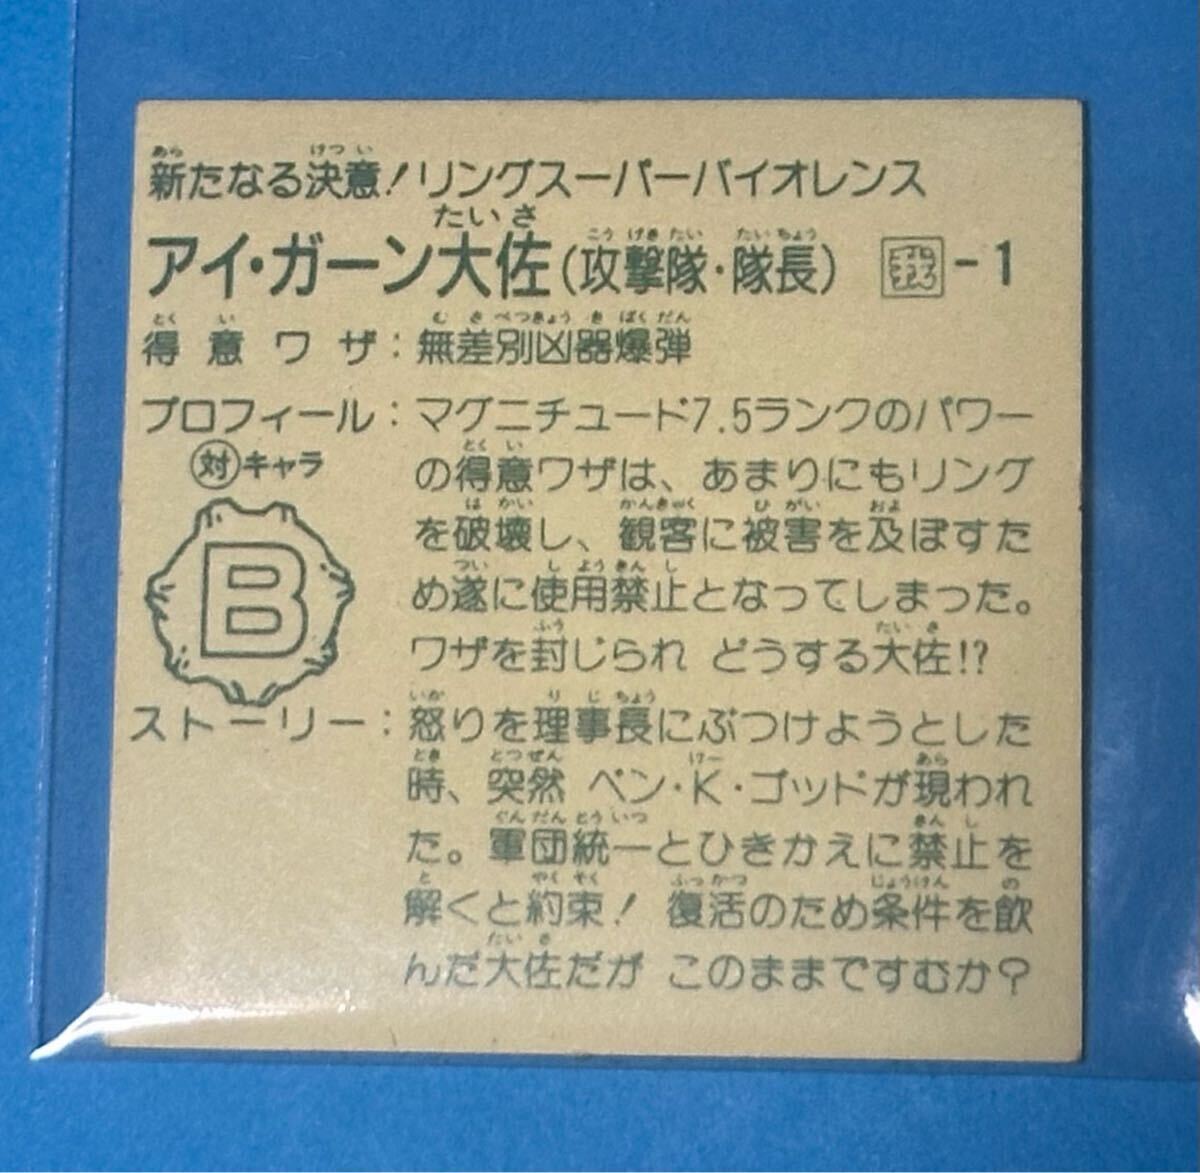 新たなる決意！リングスーパーバイオレンス
アイ・ガーン大佐（攻撃隊・隊長） -1
得意ワザ：無差別凶器爆弾
プロフィール：マグニチュード7.5ランクのパワー
の得意ワザは、あまりにもリング
を破壊し、観客に被害を及ぼすた
め遂に使用禁止となってしまった。
ワザを封じられ どうする大佐!?
対キャラ
B
ストーリー：怒りを理事長にぶつけようとした
時、突然 ベン・K・ゴッドが現われ
た。軍団統一とひきかえに禁止を
解くと約束！ 復活のため条件を飲
んだ大佐だが このままですむか？